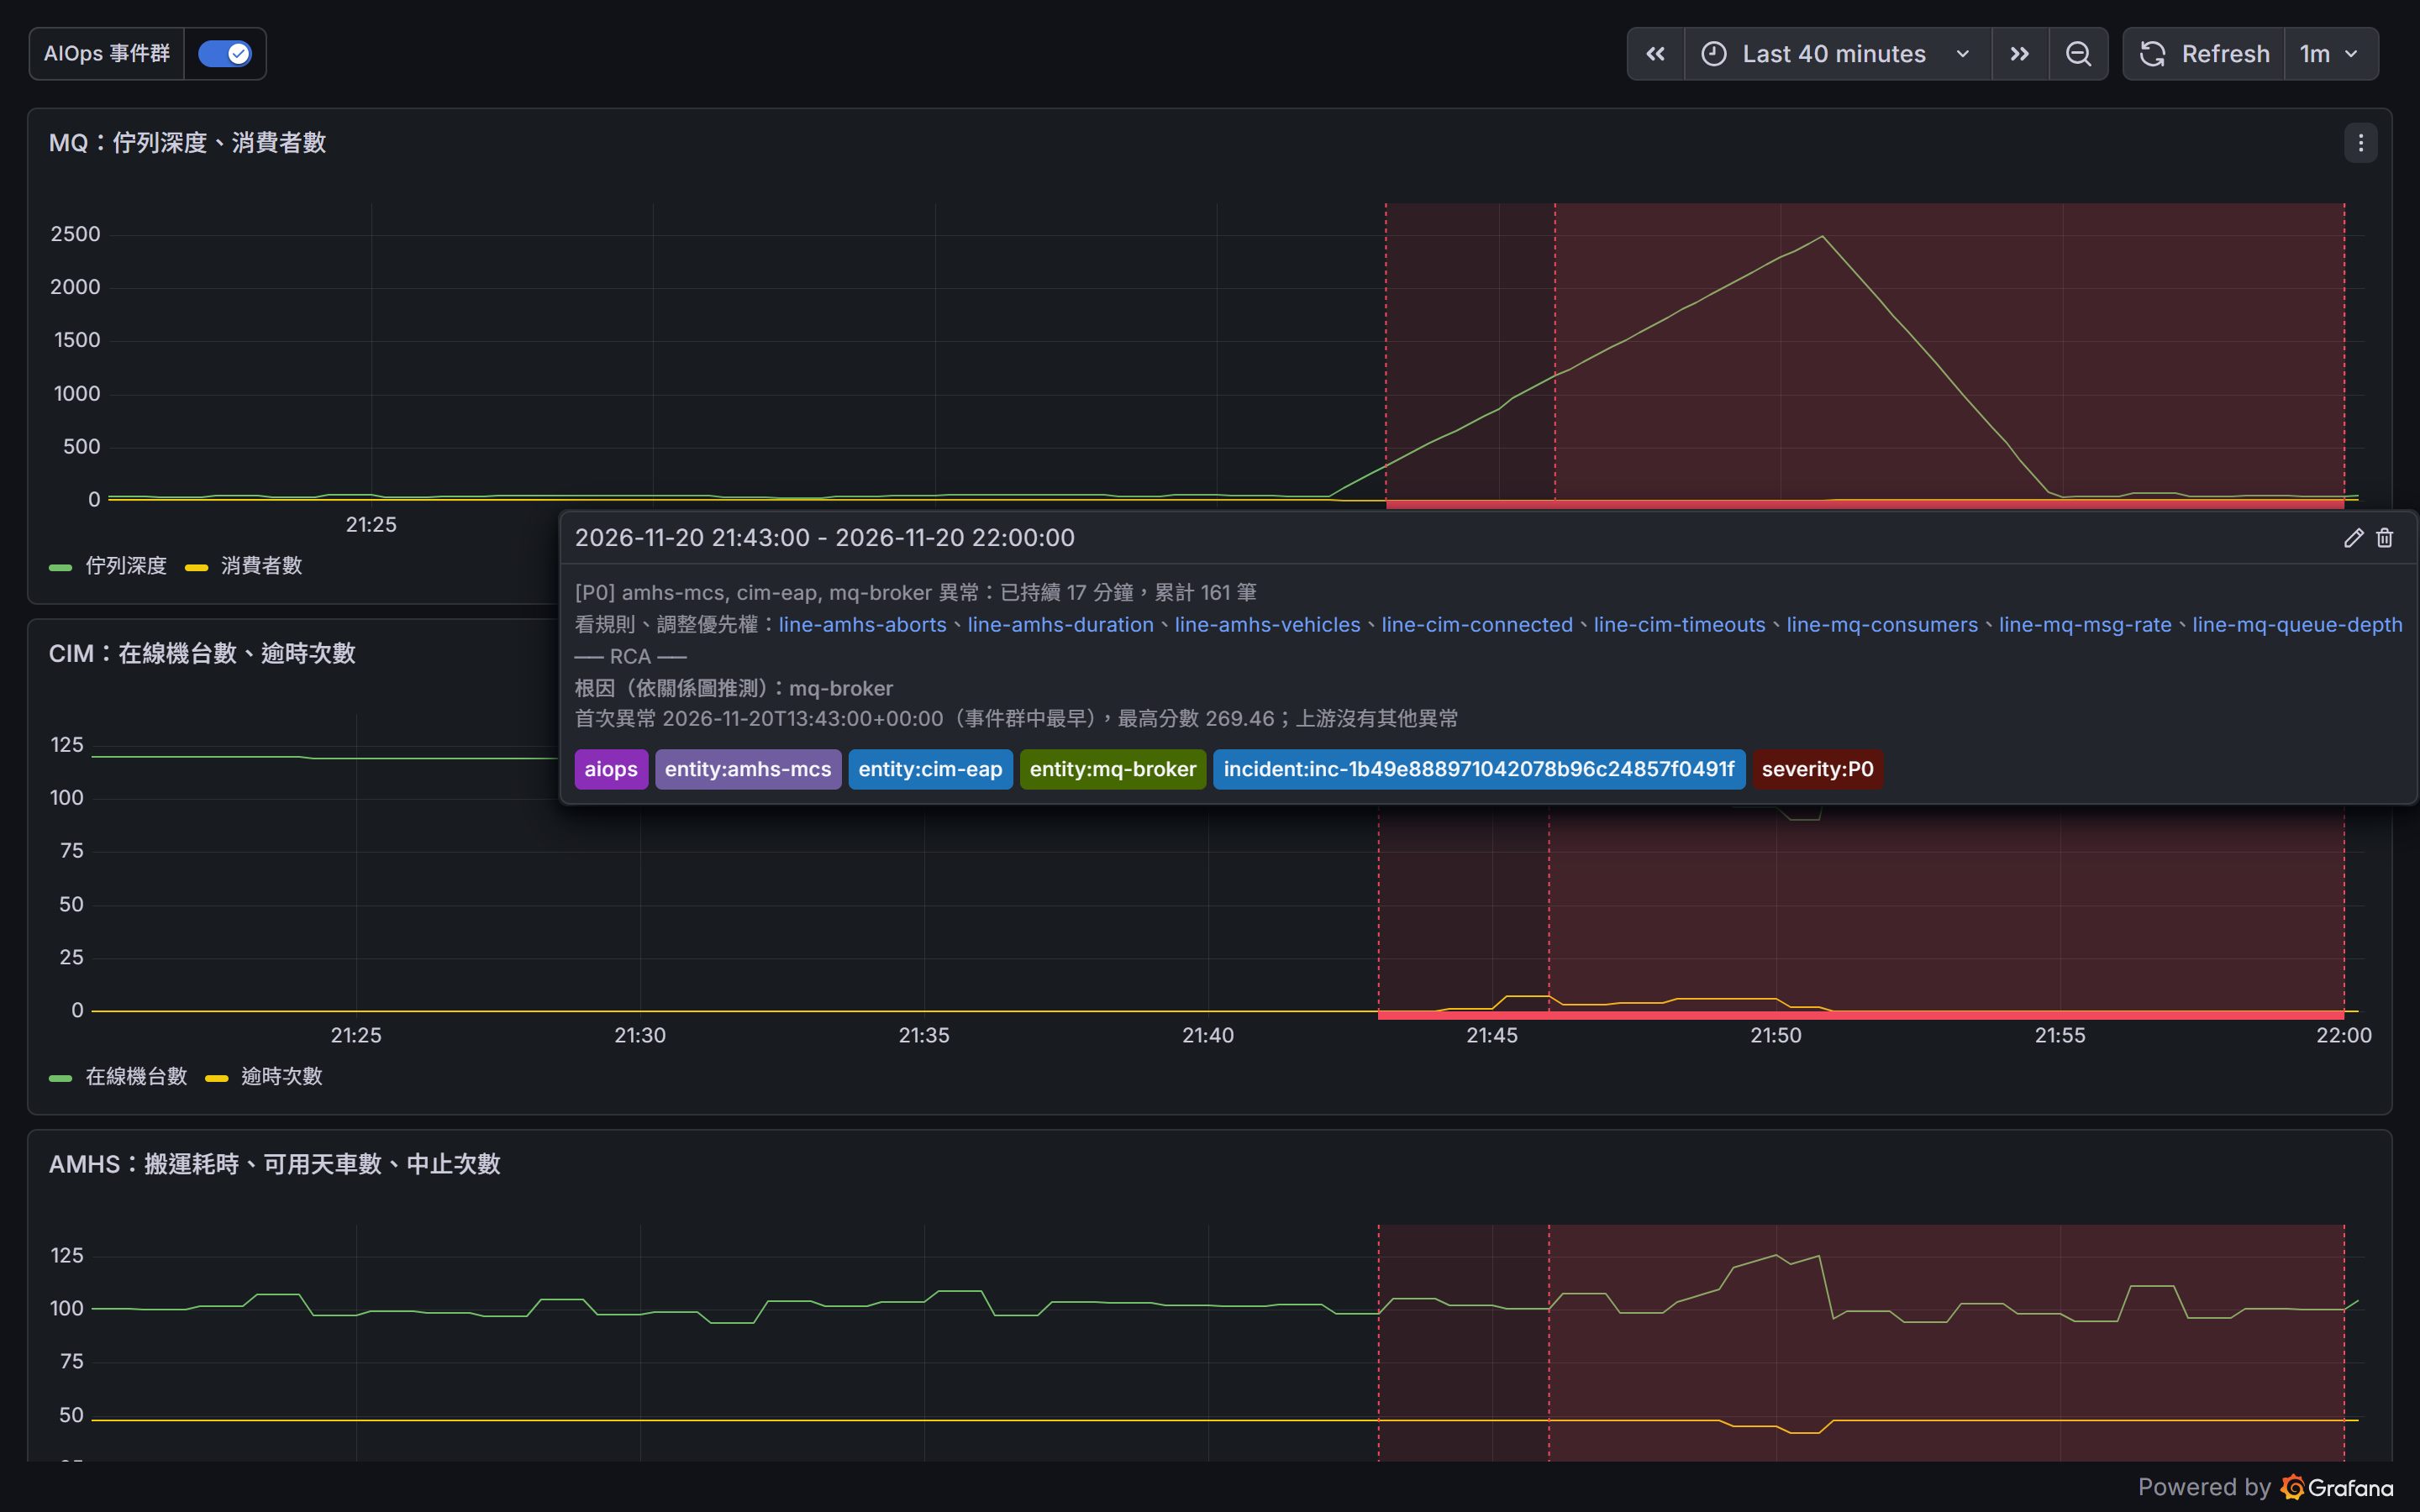 AIOps 事件群
Last 40 minutes
Refresh
1m
MQ：佇列深度、消費者數
2500
2000
1500
1000
500
0
21:25
佇列深度 消費者數
2026-11-20 21:43:00 - 2026-11-20 22:00:00
[P0] amhs-mcs, cim-eap, mq-broker 異常：已持續 17 分鐘，累計 161 筆
看規則、調整優先權：line-amhs-aborts、line-amhs-duration、line-amhs-vehicles、line-cim-connected、line-cim-timeouts、line-mq-consumers、line-mq-msg-rate、line-mq-queue-depth
—— RCA ——
根因（依關係圖推測）：mq-broker
首次異常 2026-11-20T13:43:00+00:00（事件群中最早），最高分數 269.46；上游沒有其他異常
aiops entity:amhs-mcs entity:cim-eap entity:mq-broker incident:inc-1b49e888971042078b96c24857f0491f severity:P0
CIM：在線機台數、逾時次數
125
100
75
50
25
0
21:25 21:30 21:35 21:40 21:45 21:50 21:55 22:00
在線機台數 逾時次數
AMHS：搬運耗時、可用天車數、中止次數
125
100
75
50
Powered by Grafana